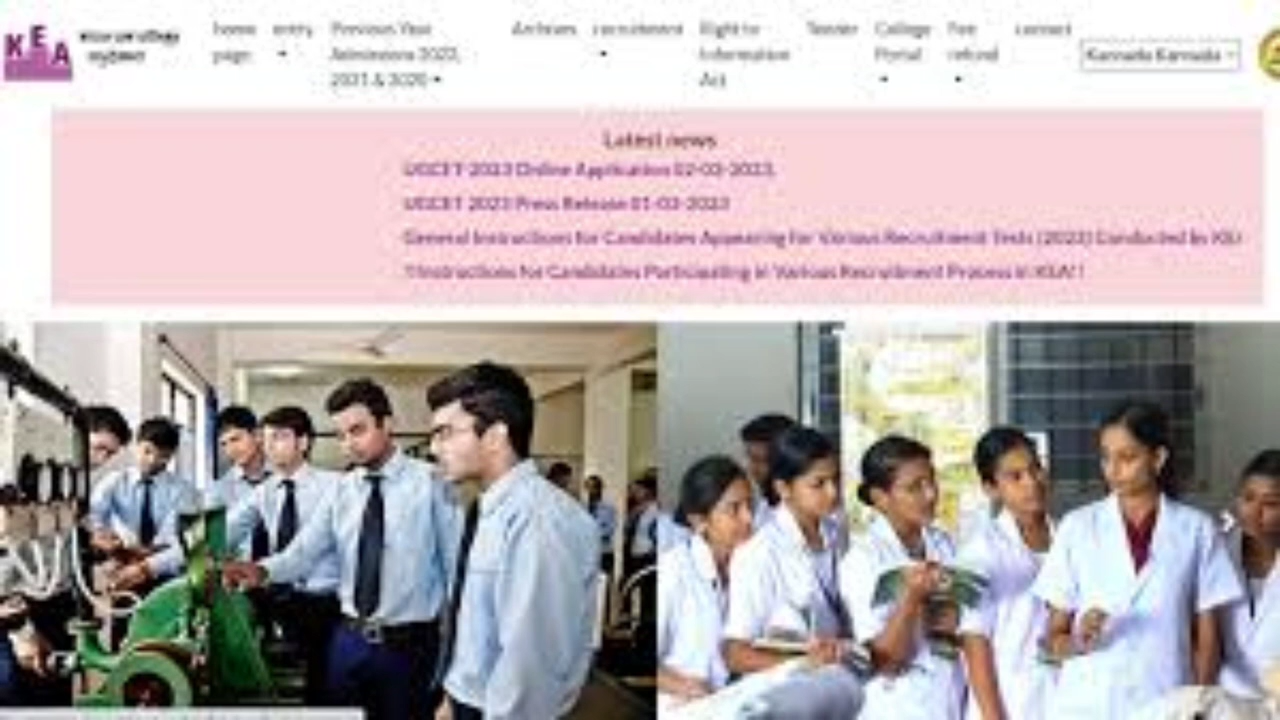 KEA
home entry Previous Year Archives recruitment Right to Tender College Fee contact
page Admissions 2022, Information Portal refund Kannada Kannada
2021 & 2020 Act
Latest news
UGCET 2023 Online Application 02-03-2023.
UGCET 2023 Press Release 01-03-2023
General Instructions for Candidates Appearing for Various Recruitment Tests (2022) Conducted by KEA
Instructions for Candidates Participating in Various Recruitment Process in KEA!!